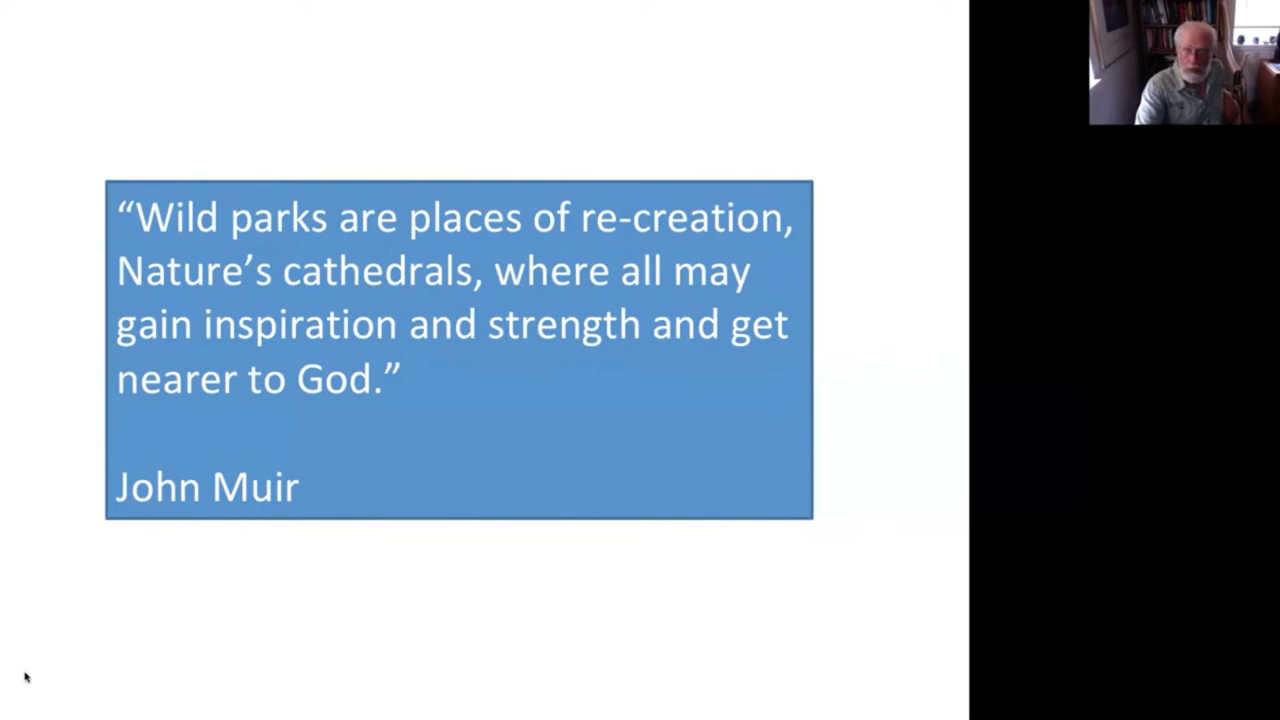 “Wild parks are places of re-creation,
Nature’s cathedrals, where all may
gain inspiration and strength and get
nearer to God.”
John Muir